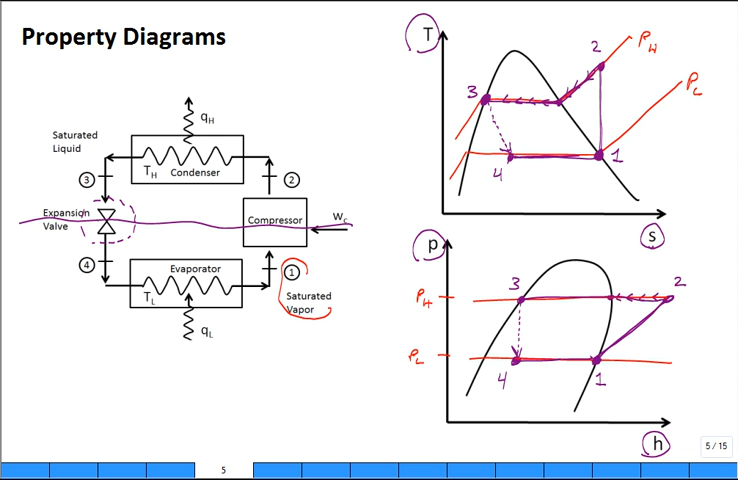 Property Diagrams
Saturated
Liquid
qH
TH Condenser
3
2
Expansion
Valve
Compressor
Wc
4
Evaporator
1
TL
Saturated
Vapor
qL
T
2
PH
3
PL
4
1
s
p
PH
3
2
PL
4
1
h
5 / 15
5